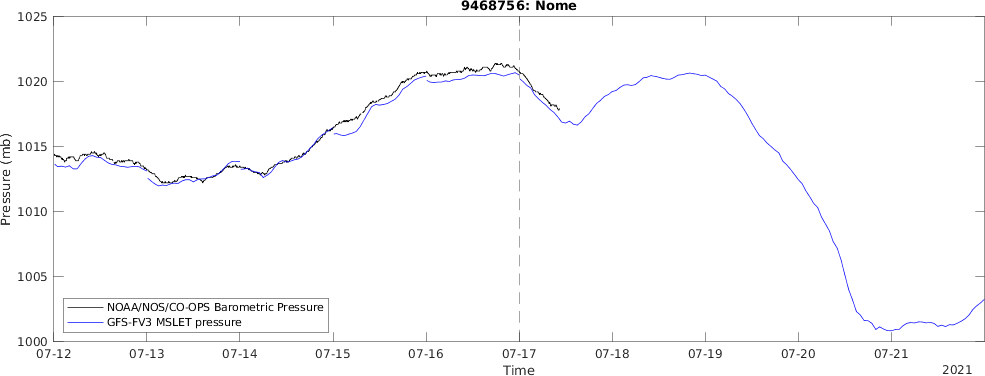 9468756: Nome
1025
1020
1015
1010
1005
1000
Pressure (mb)
NOAA/NOS/CO-OPS Barometric Pressure
GFS-FV3 MSLET pressure
07-12 07-13 07-14 07-15 07-16 07-17 07-18 07-19 07-20 07-21
Time
2021